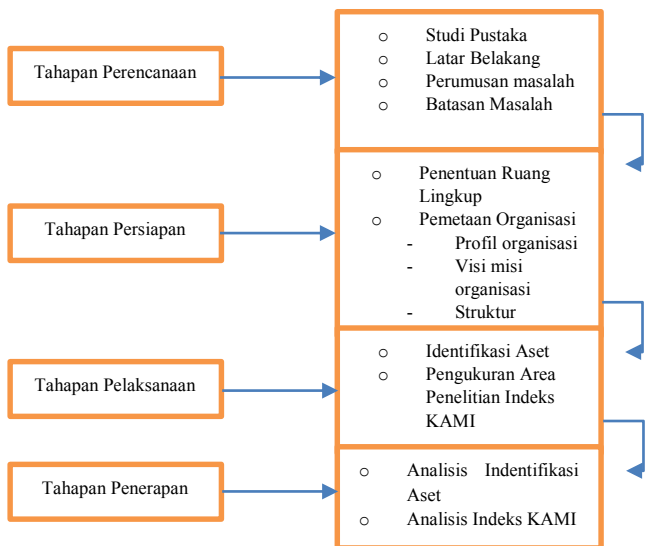 Tahapan Perencanaan
o Studi Pustaka
o Latar Belakang
o Perumusan masalah
o Batasan Masalah
Tahapan Persiapan
o Penentuan Ruang
Lingkup
o Pemetaan Organisasi
- Profil organisasi
- Visi misi
organisasi
- Struktur
Tahapan Pelaksanaan
o Identifikasi Aset
o Pengukuran Area
Penelitian Indeks
KAMI
Tahapan Penerapan
o Analisis Indentifikasi
Aset
o Analisis Indeks KAMI